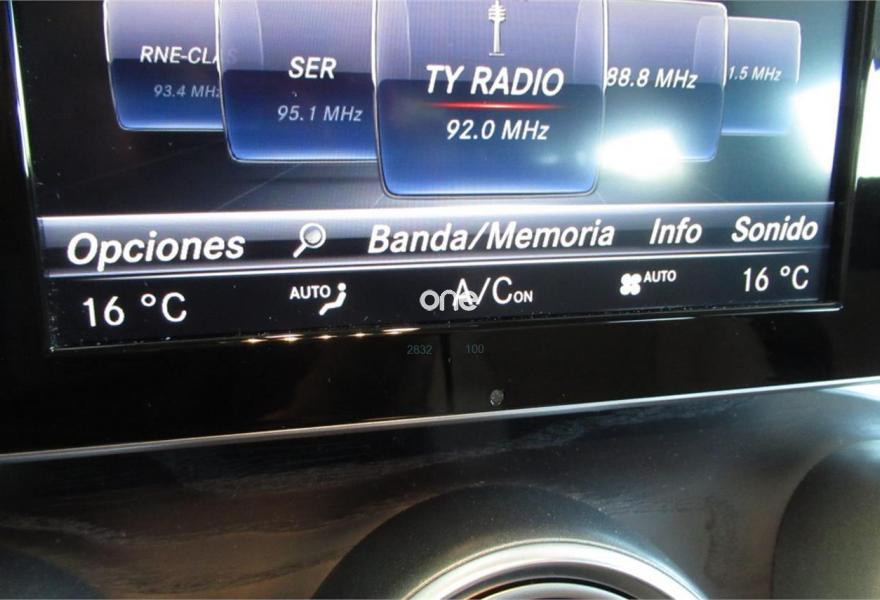 RNE-CLAS
93.4 MHz
SER
95.1 MHz
TY RADIO
92.0 MHz
88.8 MHz
1.5 MHz
Opciones Banda/Memoria Info Sonido
16 °C AUTO A/C ON AUTO 16 °C
one
2832 100